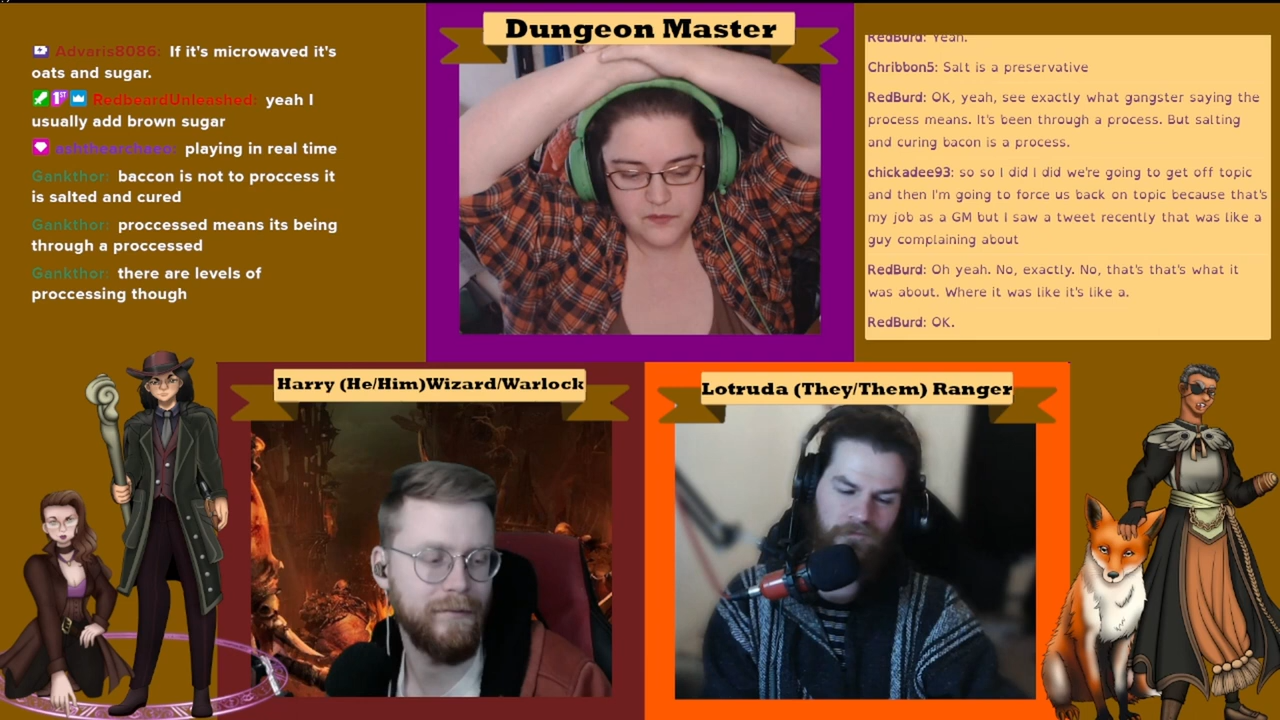 Dungeon Master
Advaris8086: If it's microwaved it's
oats and sugar.
1ST RedbeardUnleashed: yeah I
usually add brown sugar
ashthearchaeo: playing in real time
Gankthor: baccon is not to proccess it
is salted and cured
Gankthor: proccessed means its being
through a proccessed
Gankthor: there are levels of
proccessing though
RedBurd: Yeah.
Chribbon5: Salt is a preservative
RedBurd: OK, yeah, see exactly what gangster saying the
process means. It's been through a process. But salting
and curing bacon is a process.
chickadee93: so so I did I did we're going to get off topic
and then I'm going to force us back on topic because that's
my job as a GM but I saw a tweet recently that was like a
guy complaining about
RedBurd: Oh yeah. No, exactly. No, that's that's what it
was about. Where it was like it's like a.
RedBurd: OK.
Harry (He/Him)Wizard/Warlock
Lotruda (They/Them) Ranger